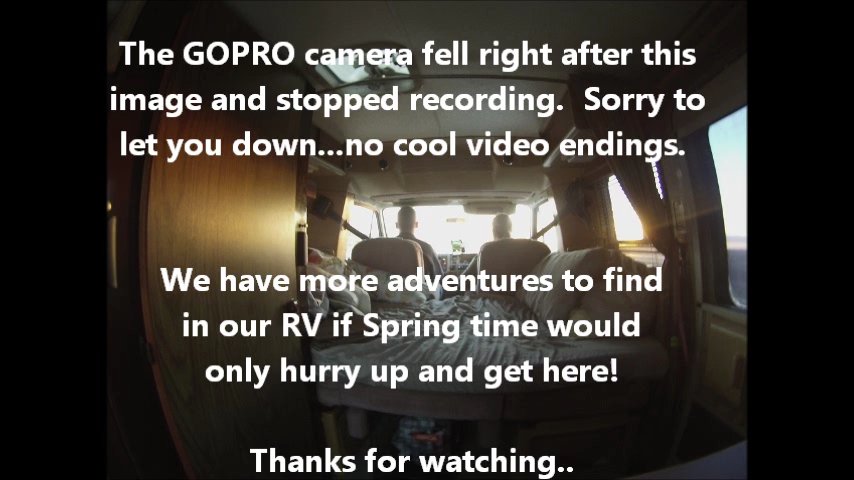 The GOPRO camera fell right after this
image and stopped recording.  Sorry to
let you down...no cool video endings.
We have more adventures to find
in our RV if Spring time would
only hurry up and get here!
Thanks for watching..